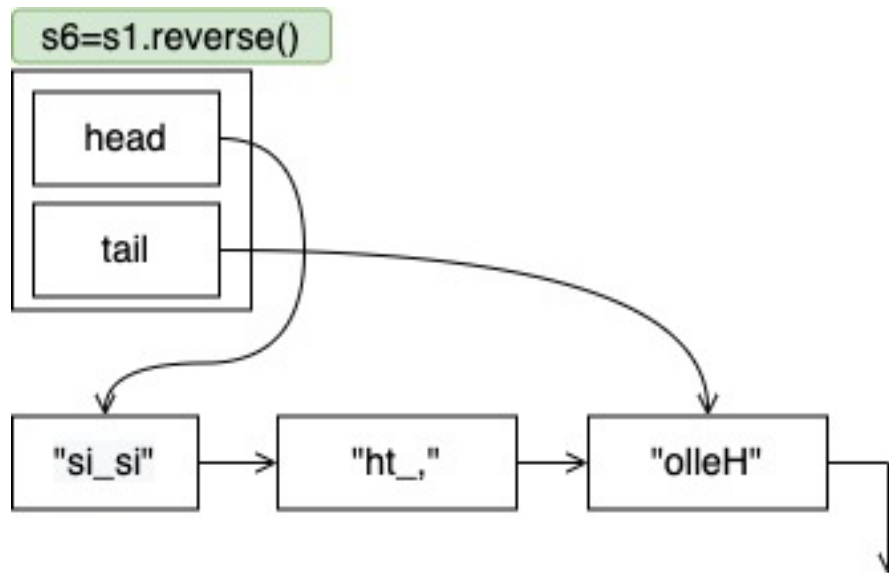 s6=s1.reverse()
head
tail
"si_si"
"ht_,"
"olleH"